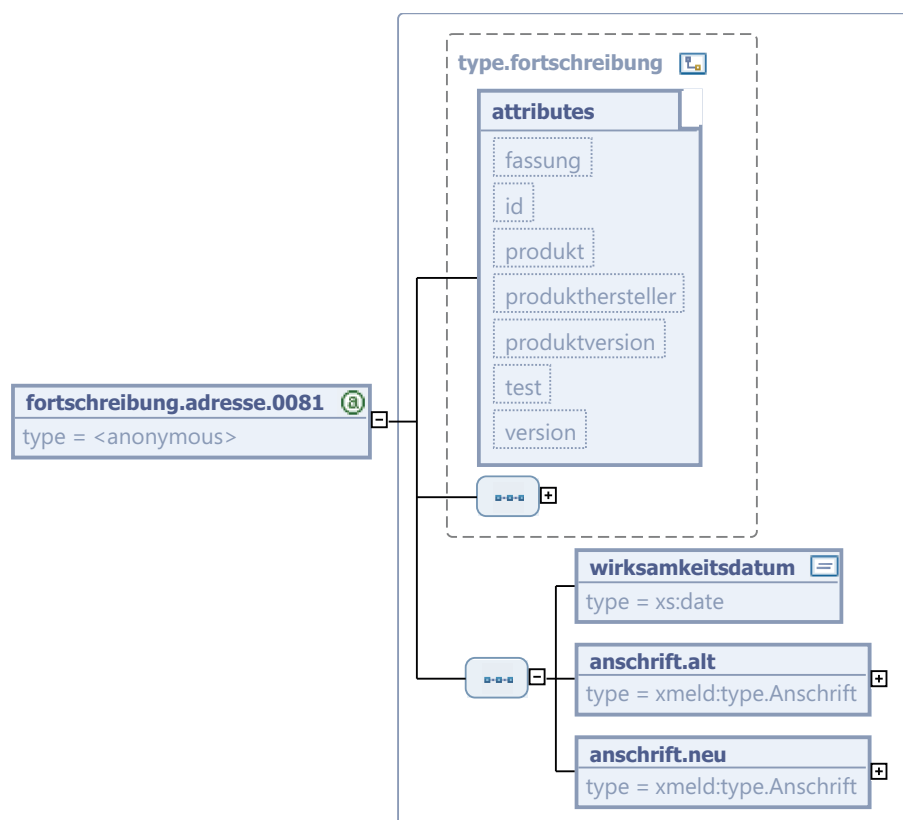 type.fortschreibung
attributes
fassung
id
produkt
produkthersteller
produktversion
test
version
fortschreibung.adresse.0081
type = <anonymous>
wirksamkeitsdatum
type = xs:date
anschrift.alt
type = xmeld:type.Anschrift
anschrift.neu
type = xmeld:type.Anschrift